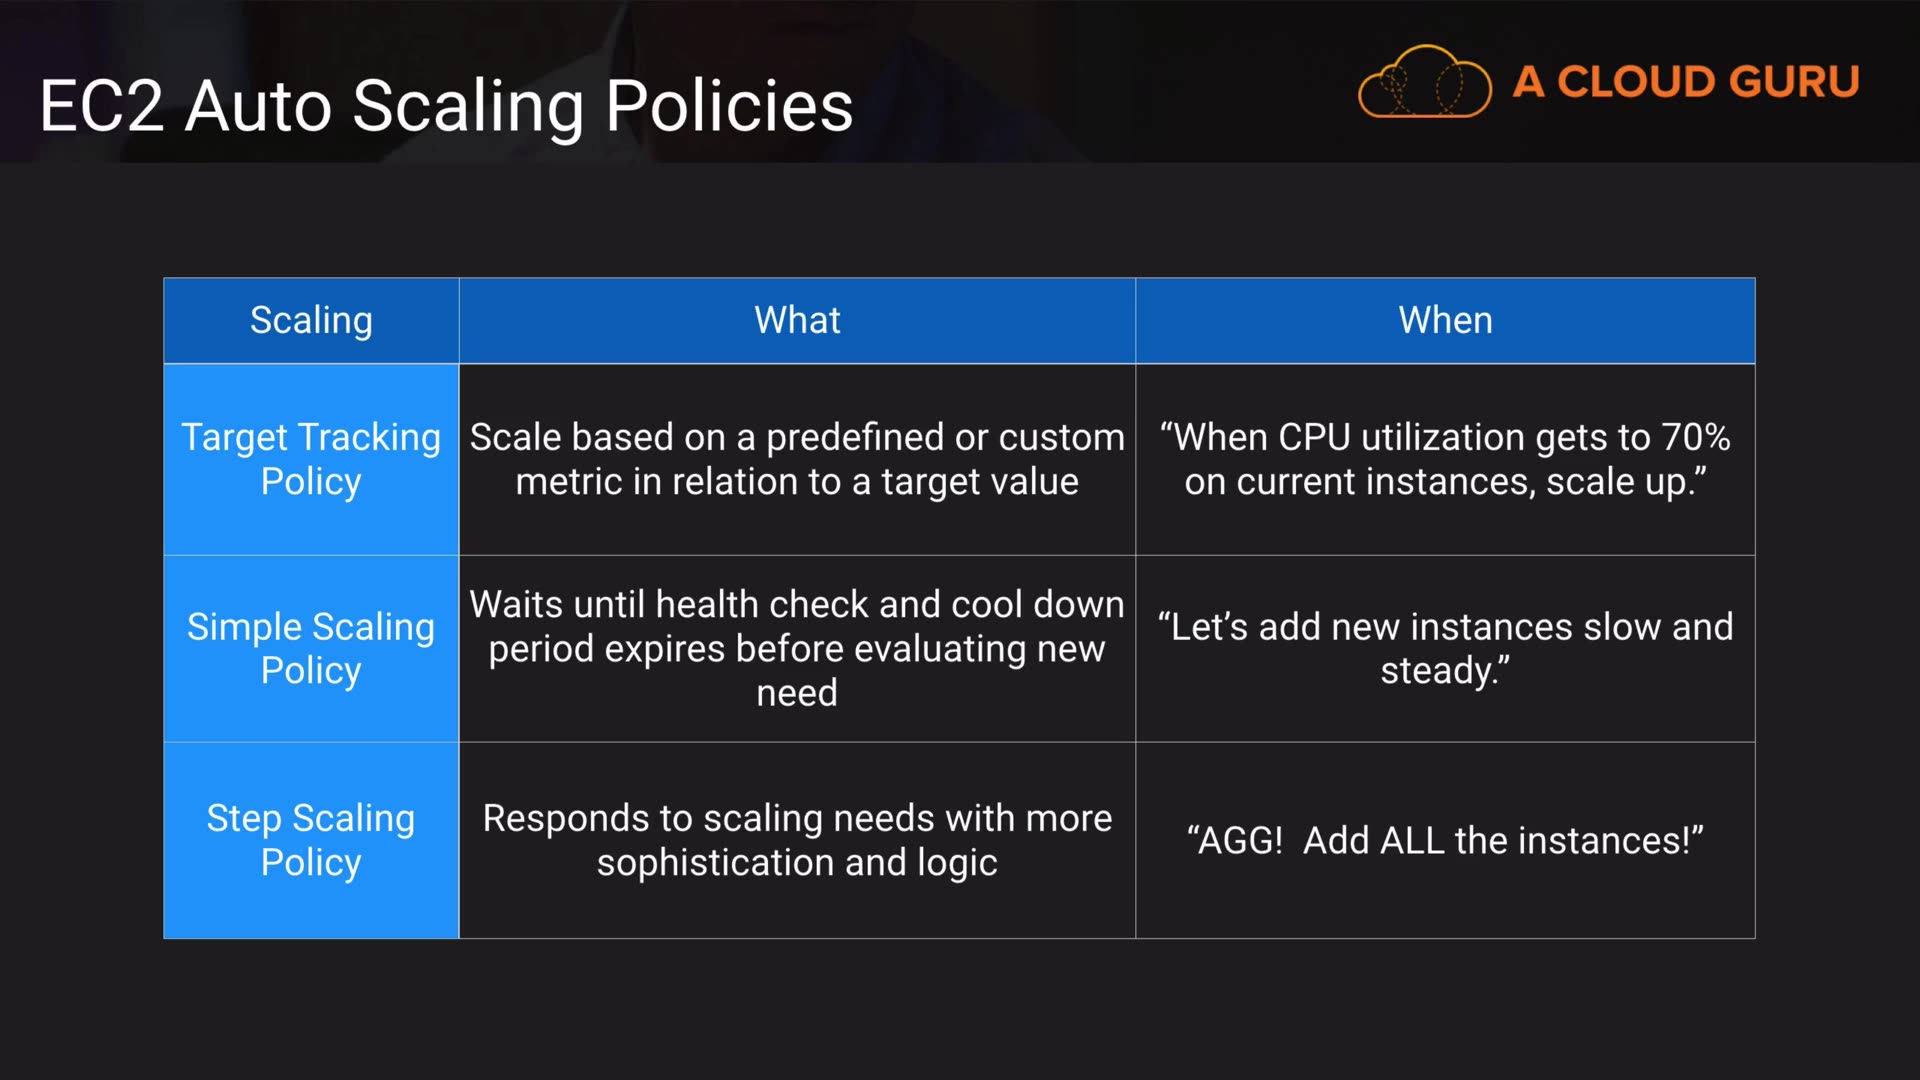 EC2 Auto Scaling Policies
A CLOUD GURU
Scaling
What
When
Target Tracking
Policy
Scale based on a predefined or custom
metric in relation to a target value
“When CPU utilization gets to 70%
on current instances, scale up.”
Simple Scaling
Policy
Waits until health check and cool down
period expires before evaluating new
need
“Let’s add new instances slow and
steady.”
Step Scaling
Policy
Responds to scaling needs with more
sophistication and logic
“AGG!  Add ALL the instances!”